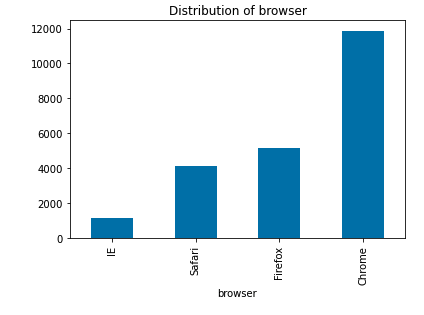 Distribution of browser
12000
10000
8000
6000
4000
2000
0
IE
Safari
Firefox
Chrome
browser